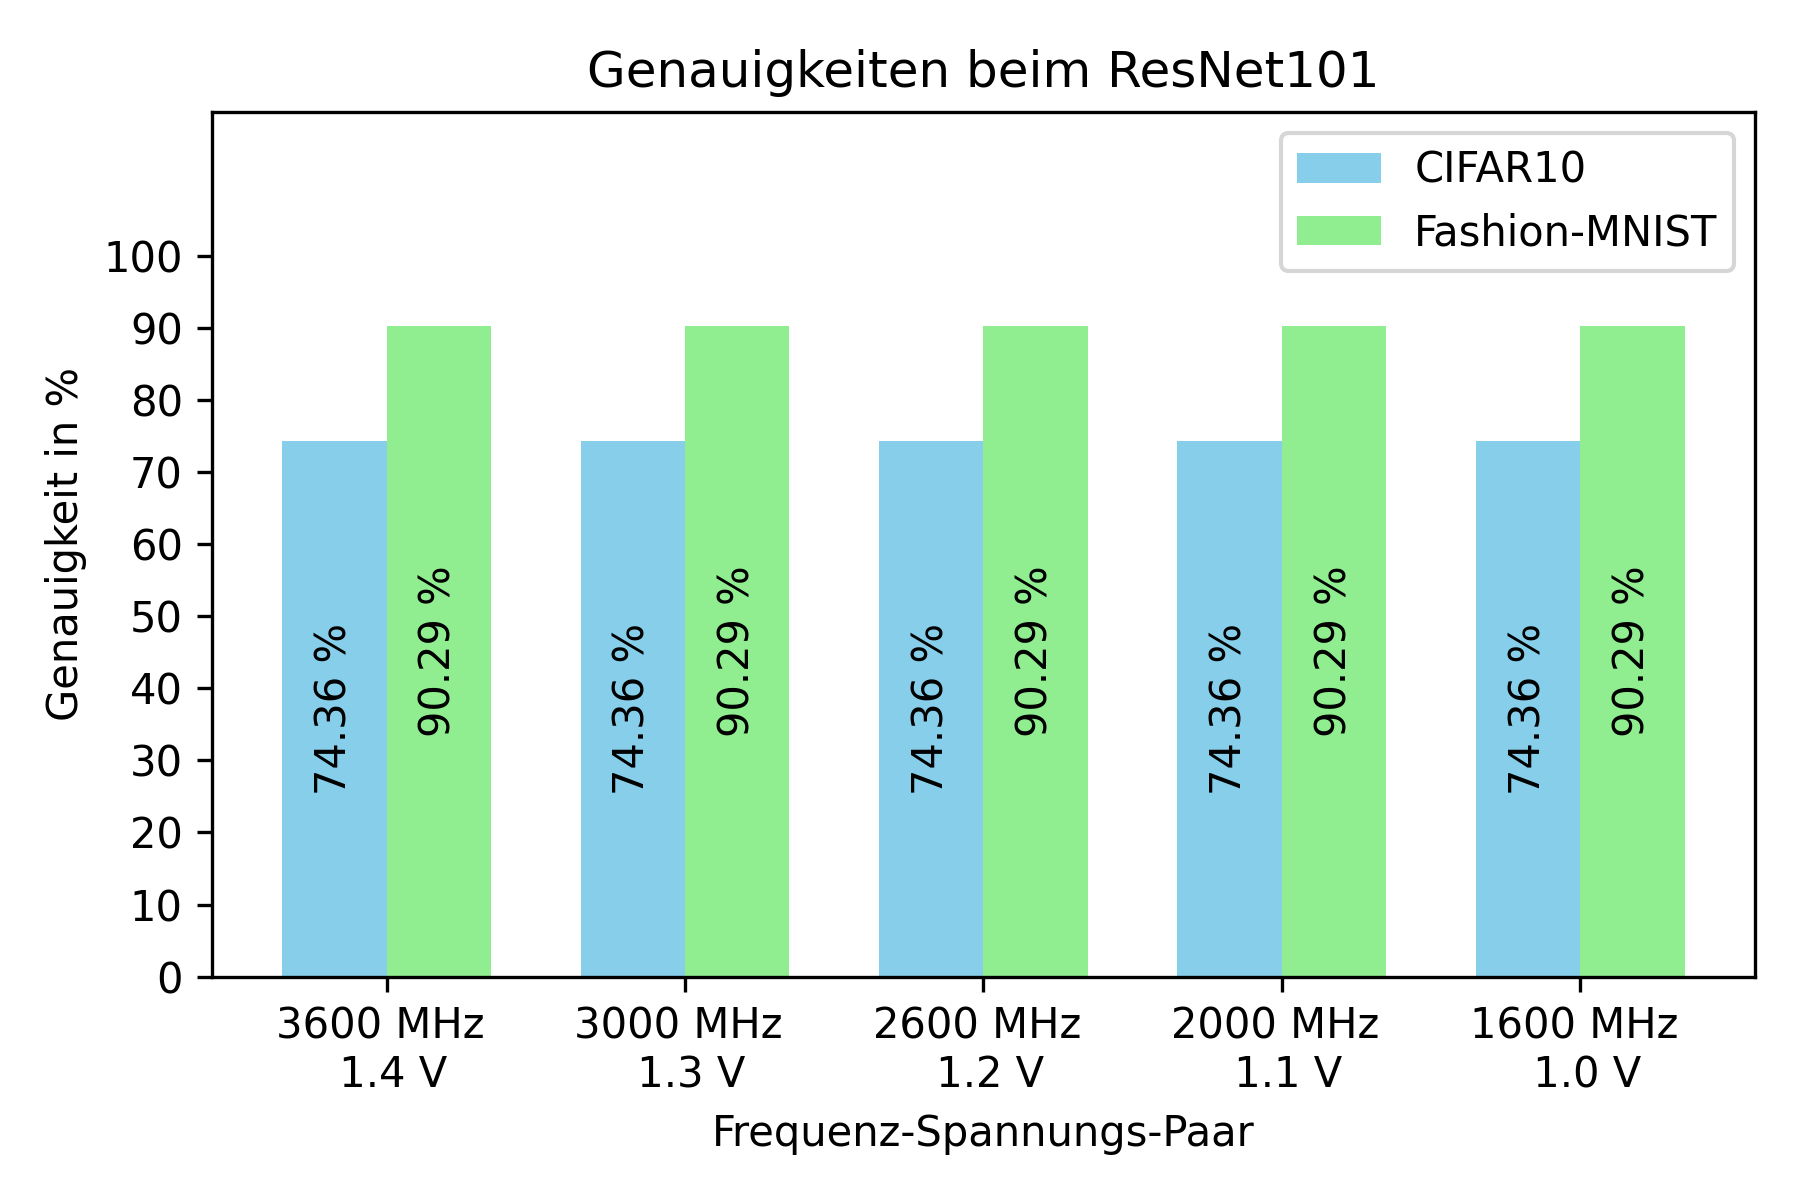 Genauigkeiten beim ResNet101
CIFAR10
Fashion-MNIST
Genauigkeit in %
100
90
80
70
60
50
40
30
20
10
0
74.36 %
90.29 %
74.36 %
90.29 %
74.36 %
90.29 %
74.36 %
90.29 %
74.36 %
90.29 %
3600 MHz
1.4 V
3000 MHz
1.3 V
2600 MHz
1.2 V
2000 MHz
1.1 V
1600 MHz
1.0 V
Frequenz-Spannungs-Paar